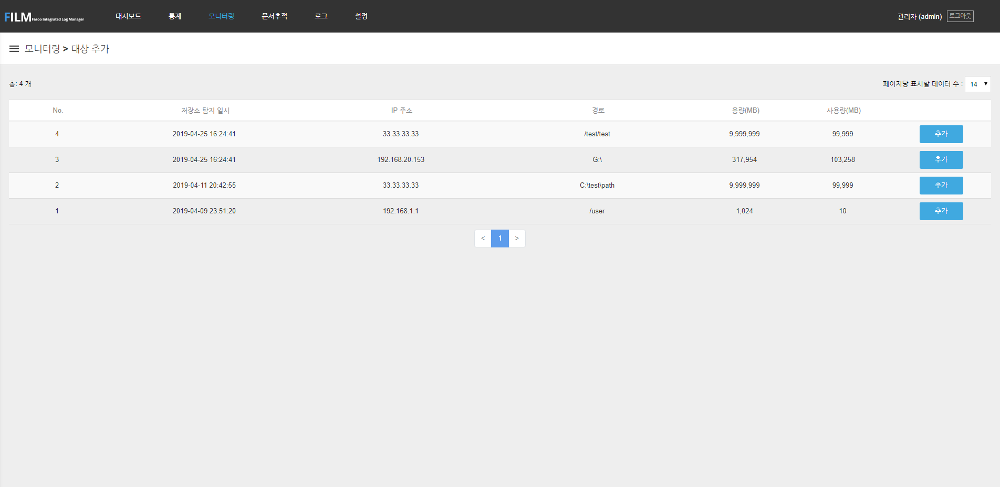 FILM Fasoo Integrated Log Manager 대시보드 통계 모니터링 문서추적 로그 설정 관리자 (admin) 로그아웃
모니터링 > 대상 추가
총: 4 개 페이지당 표시할 데이터 수 : 14
No. 저장소 탐지 일시 IP 주소 경로 용량(MB) 사용량(MB)
4 2019-04-25 16:24:41 33.33.33.33 /test/test 9,999,999 99,999 추가
3 2019-04-25 16:24:41 192.168.20.153 G:\ 317,954 103,258 추가
2 2019-04-11 20:42:55 33.33.33.33 C:\test\path 9,999,999 99,999 추가
1 2019-04-09 23:51:20 192.168.1.1 /user 1,024 10 추가
< 1 >